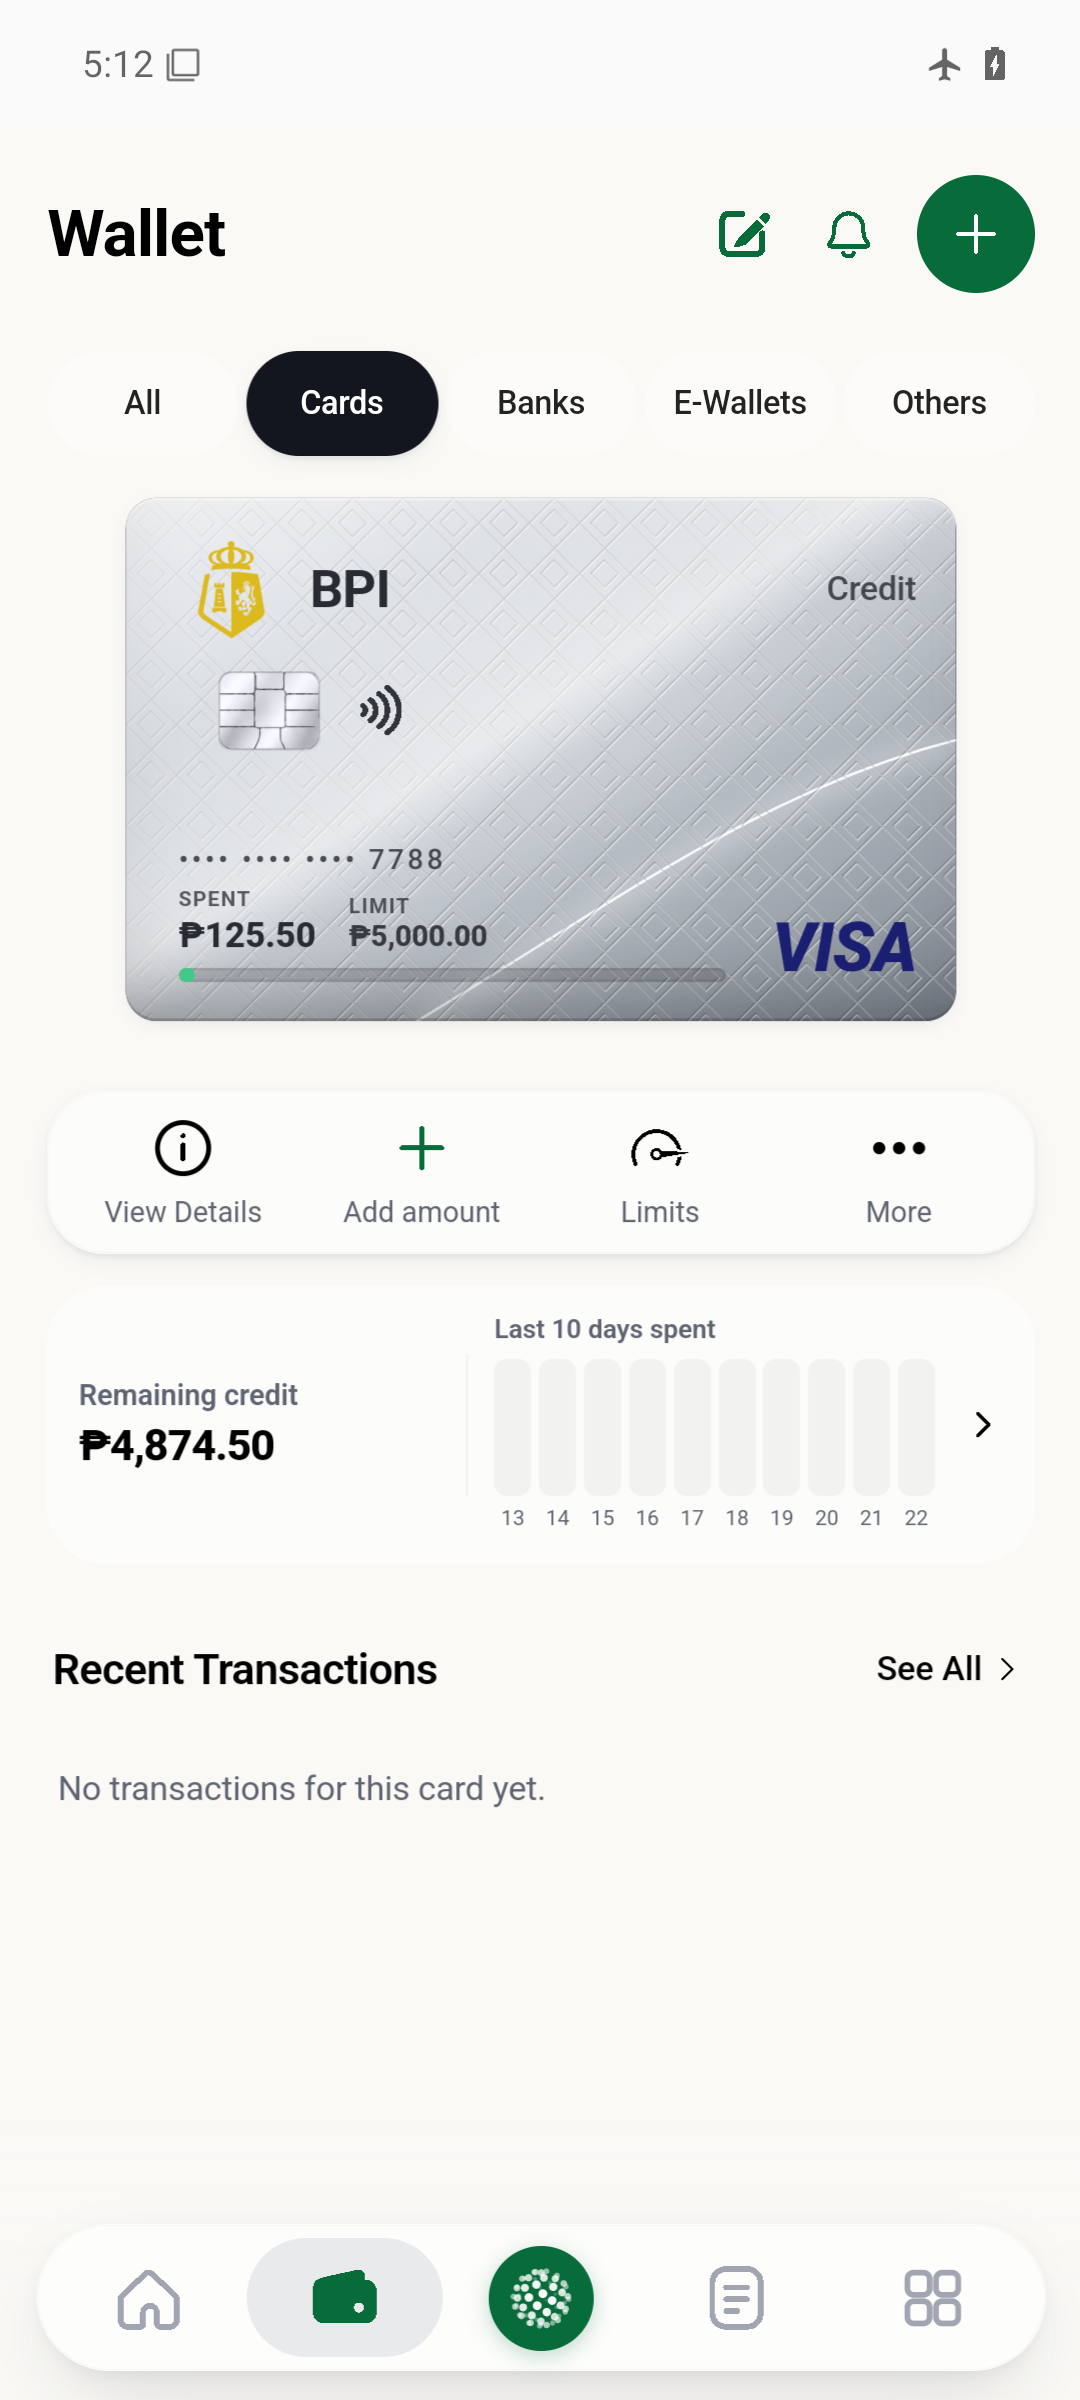 5:12
Wallet
All
Cards
Banks
E-Wallets
Others
BPI
Credit
•••• •••• •••• 7788
SPENT
LIMIT
₱125.50
₱5,000.00
VISA
View Details
Add amount
Limits
More
Last 10 days spent
Remaining credit
₱4,874.50
13 14 15 16 17 18 19 20 21 22
Recent Transactions
See All
No transactions for this card yet.